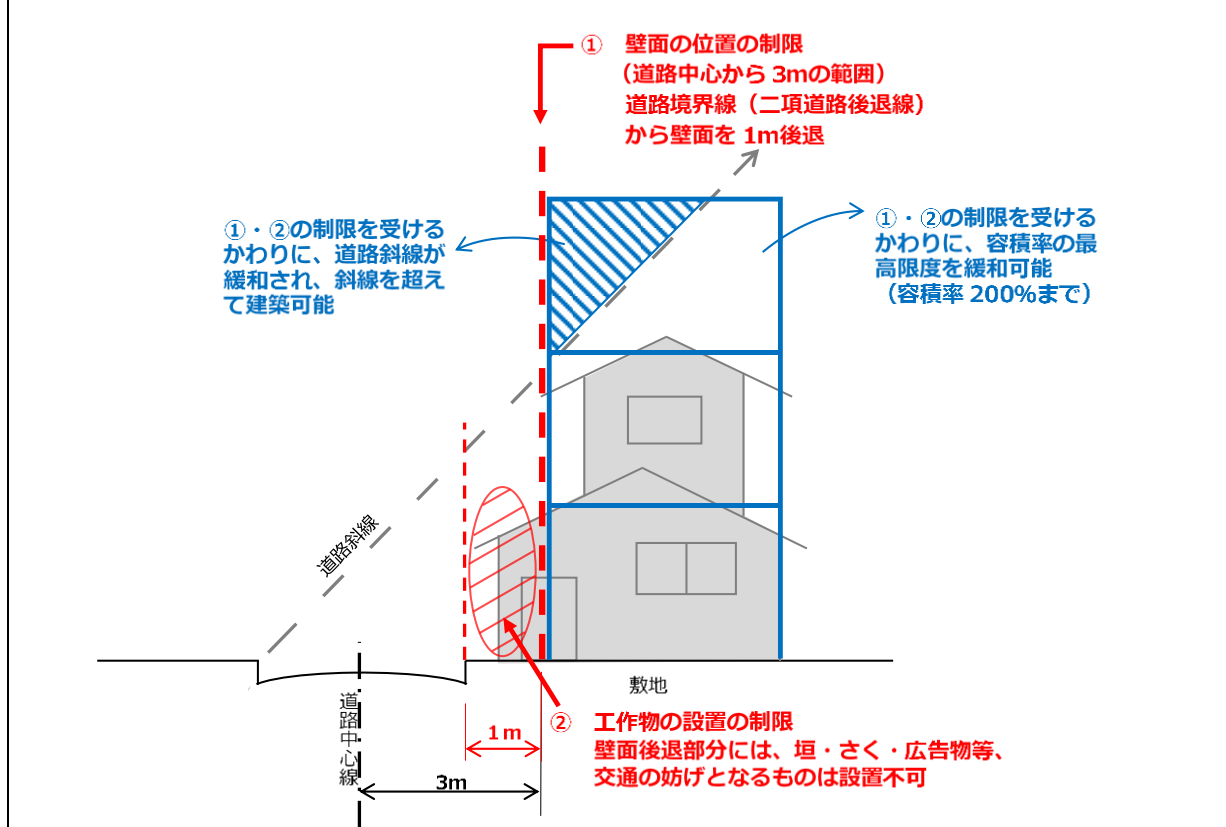 ① 壁面の位置の制限
（道路中心から 3mの範囲）
道路境界線（二項道路後退線）
から壁面を 1m後退
①・②の制限を受ける
かわりに、道路斜線が
緩和され、斜線を超え
て建築可能
①・②の制限を受ける
かわりに、容積率の最
高限度を緩和可能
（容積率 200%まで）
道路斜線
敷地
道路中心線
② 工作物の設置の制限
壁面後退部分には、垣・さく・広告物等、
交通の妨げとなるものは設置不可
1m
3m